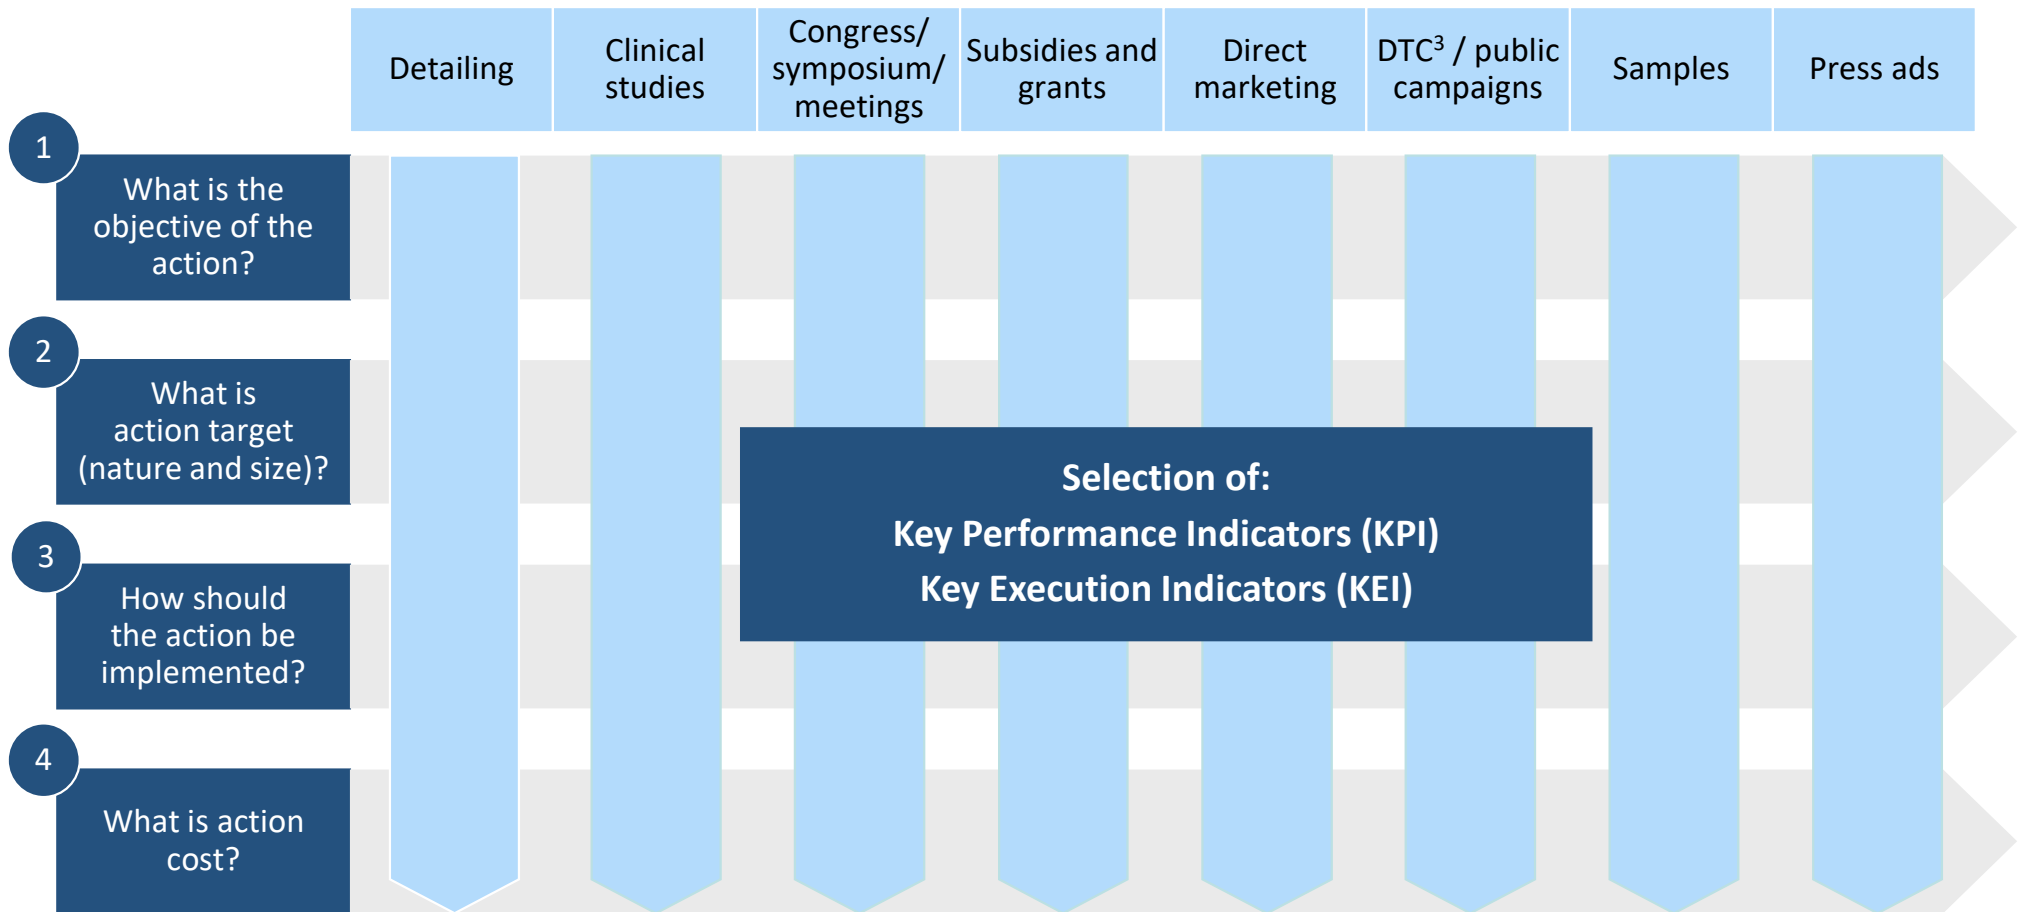 Detailing
Clinical
studies
Congress/
symposium/
meetings
Subsidies and
grants
Direct
marketing
DTC³ / public
campaigns
Samples
Press ads
1
What is the
objective of the
action?
2
What is
action target
(nature and size)?
3
How should
the action be
implemented?
4
What is action
cost?
Selection of:
Key Performance Indicators (KPI)
Key Execution Indicators (KEI)